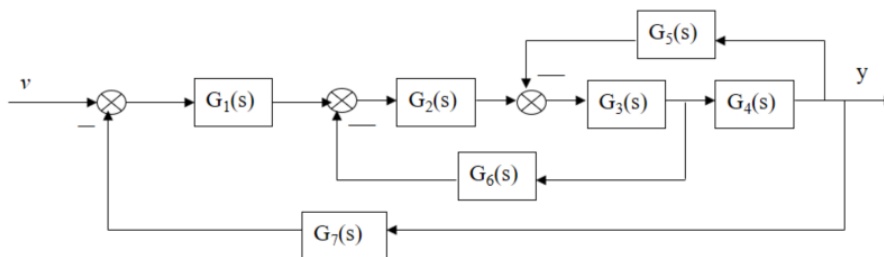 G₅(s)
v
y
G₁(s)
G₂(s)
G₃(s)
G₄(s)
G₆(s)
G₇(s)